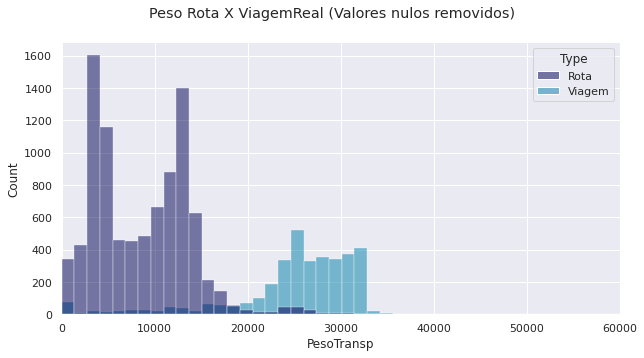 Peso Rota X ViagemReal (Valores nulos removidos)
Type
Rota
Viagem
1600
1400
1200
1000
800
600
400
200
0
Count
0 10000 20000 30000 40000 50000 60000
PesoTransp